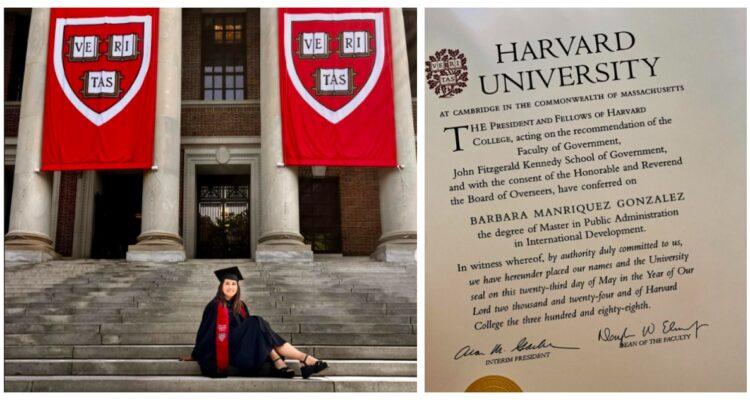 VE RI
TAS
VE RI
TAS
VE RI
TAS
HARVARD
UNIVERSITY
AT CAMBRIDGE IN THE COMMONWEALTH OF MASSACHUSETTS
THE PRESIDENT AND FELLOWS OF HARVARD
COLLEGE, acting on the recommendation of the
Faculty of Government,
John Fitzgerald Kennedy School of Government,
and with the consent of the Honorable and Reverend
the Board of Overseers, have conferred on
BARBARA MANRIQUEZ GONZALEZ
the degree of Master in Public Administration
in International Development.
In witness whereof, by authority duly committed to us,
we have hereunder placed our names and the University
seal on this twenty-third day of May in the Year of Our
Lord two thousand and twenty-four and of Harvard
College the three hundred and eighty-eighth.
INTERIM PRESIDENT
DEAN OF THE FACULTY